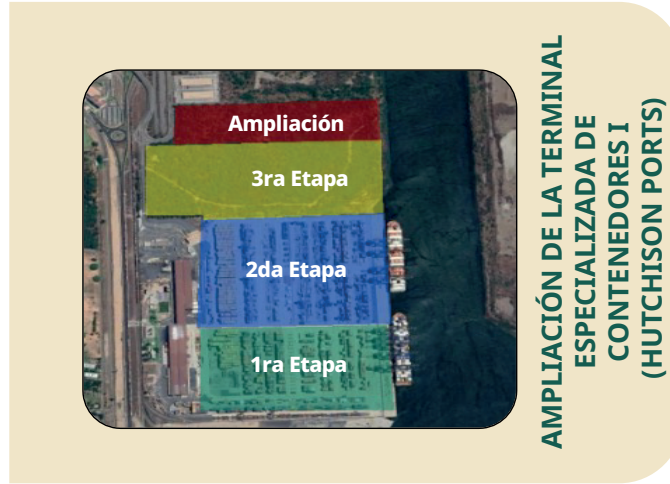 Ampliación
3ra Etapa
2da Etapa
1ra Etapa
AMPLIACIÓN DE LA TERMINAL
ESPECIALIZADA DE
CONTENEDORES I
(HUTCHISON PORTS)